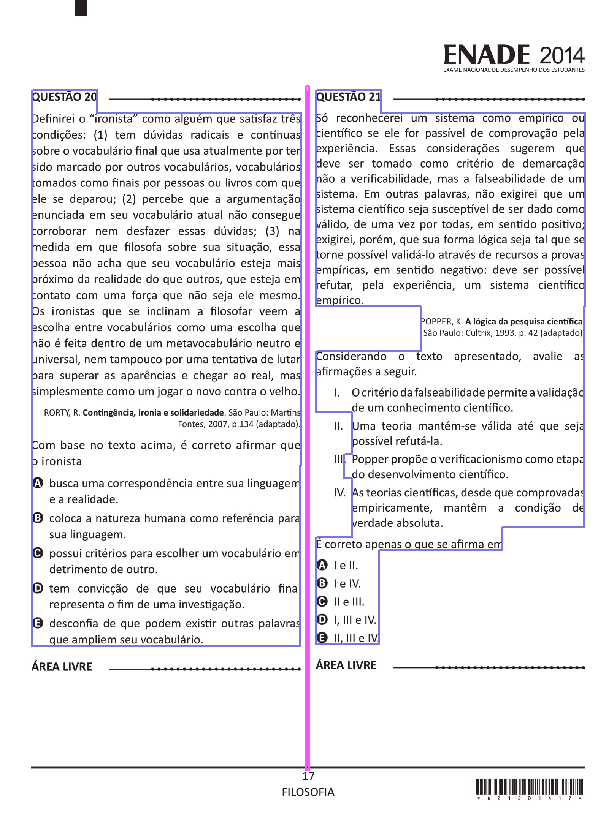 ENADE 2014
EXAME NACIONAL DE DESEMPENHO DOS ESTUDANTES
QUESTÃO 20
Definirei o “ironista” como alguém que satisfaz três
condições: (1) tem dúvidas radicais e contínuas
sobre o vocabulário final que usa atualmente por ter
sido marcado por outros vocabulários, vocabulários
tomados como finais por pessoas ou livros com que
ele se deparou; (2) percebe que a argumentação
enunciada em seu vocabulário atual não consegue
corroborar nem desfazer essas dúvidas; (3) na
medida em que filosofa sobre sua situação, essa
pessoa não acha que seu vocabulário esteja mais
próximo da realidade do que outros, que esteja em
contato com uma força que não seja ele mesmo.
Os ironistas que se inclinam a filosofar veem a
escolha entre vocabulários como uma escolha que
não é feita dentro de um metavocabulário neutro e
universal, nem tampouco por uma tentativa de lutar
para superar as aparências e chegar ao real, mas
simplesmente como um jogar o novo contra o velho.
RORTY, R. Contingência, ironia e solidariedade. São Paulo: Martins
Fontes, 2007, p.134 (adaptado).
Com base no texto acima, é correto afirmar que
o ironista
A busca uma correspondência entre sua linguagem
e a realidade.
B coloca a natureza humana como referência para
sua linguagem.
C possui critérios para escolher um vocabulário em
detrimento de outro.
D tem convicção de que seu vocabulário final
representa o fim de uma investigação.
E desconfia de que podem existir outras palavras
que ampliem seu vocabulário.
ÁREA LIVRE
QUESTÃO 21
Só reconhecerei um sistema como empírico ou
científico se ele for passível de comprovação pela
experiência. Essas considerações sugerem que
deve ser tomado como critério de demarcação
não a verificabilidade, mas a falseabilidade de um
sistema. Em outras palavras, não exigirei que um
sistema científico seja susceptível de ser dado como
válido, de uma vez por todas, em sentido positivo;
exigirei, porém, que sua forma lógica seja tal que se
torne possível validá-lo através de recursos a provas
empíricas, em sentido negativo: deve ser possível
refutar, pela experiência, um sistema científico
empírico.
POPPER, K. A lógica da pesquisa científica.
São Paulo: Cultrix, 1993, p. 42 (adaptado).
Considerando o texto apresentado, avalie as
afirmações a seguir.
I. O critério da falseabilidade permite a validação
de um conhecimento científico.
II. Uma teoria mantém-se válida até que seja
possível refutá-la.
III. Popper propõe o verificacionismo como etapa
do desenvolvimento científico.
IV. As teorias científicas, desde que comprovadas
empiricamente, mantêm a condição de
verdade absoluta.
É correto apenas o que se afirma em
A I e II.
B I e IV.
C II e III.
D I, III e IV.
E II, III e IV.
ÁREA LIVRE
17
FILOSOFIA